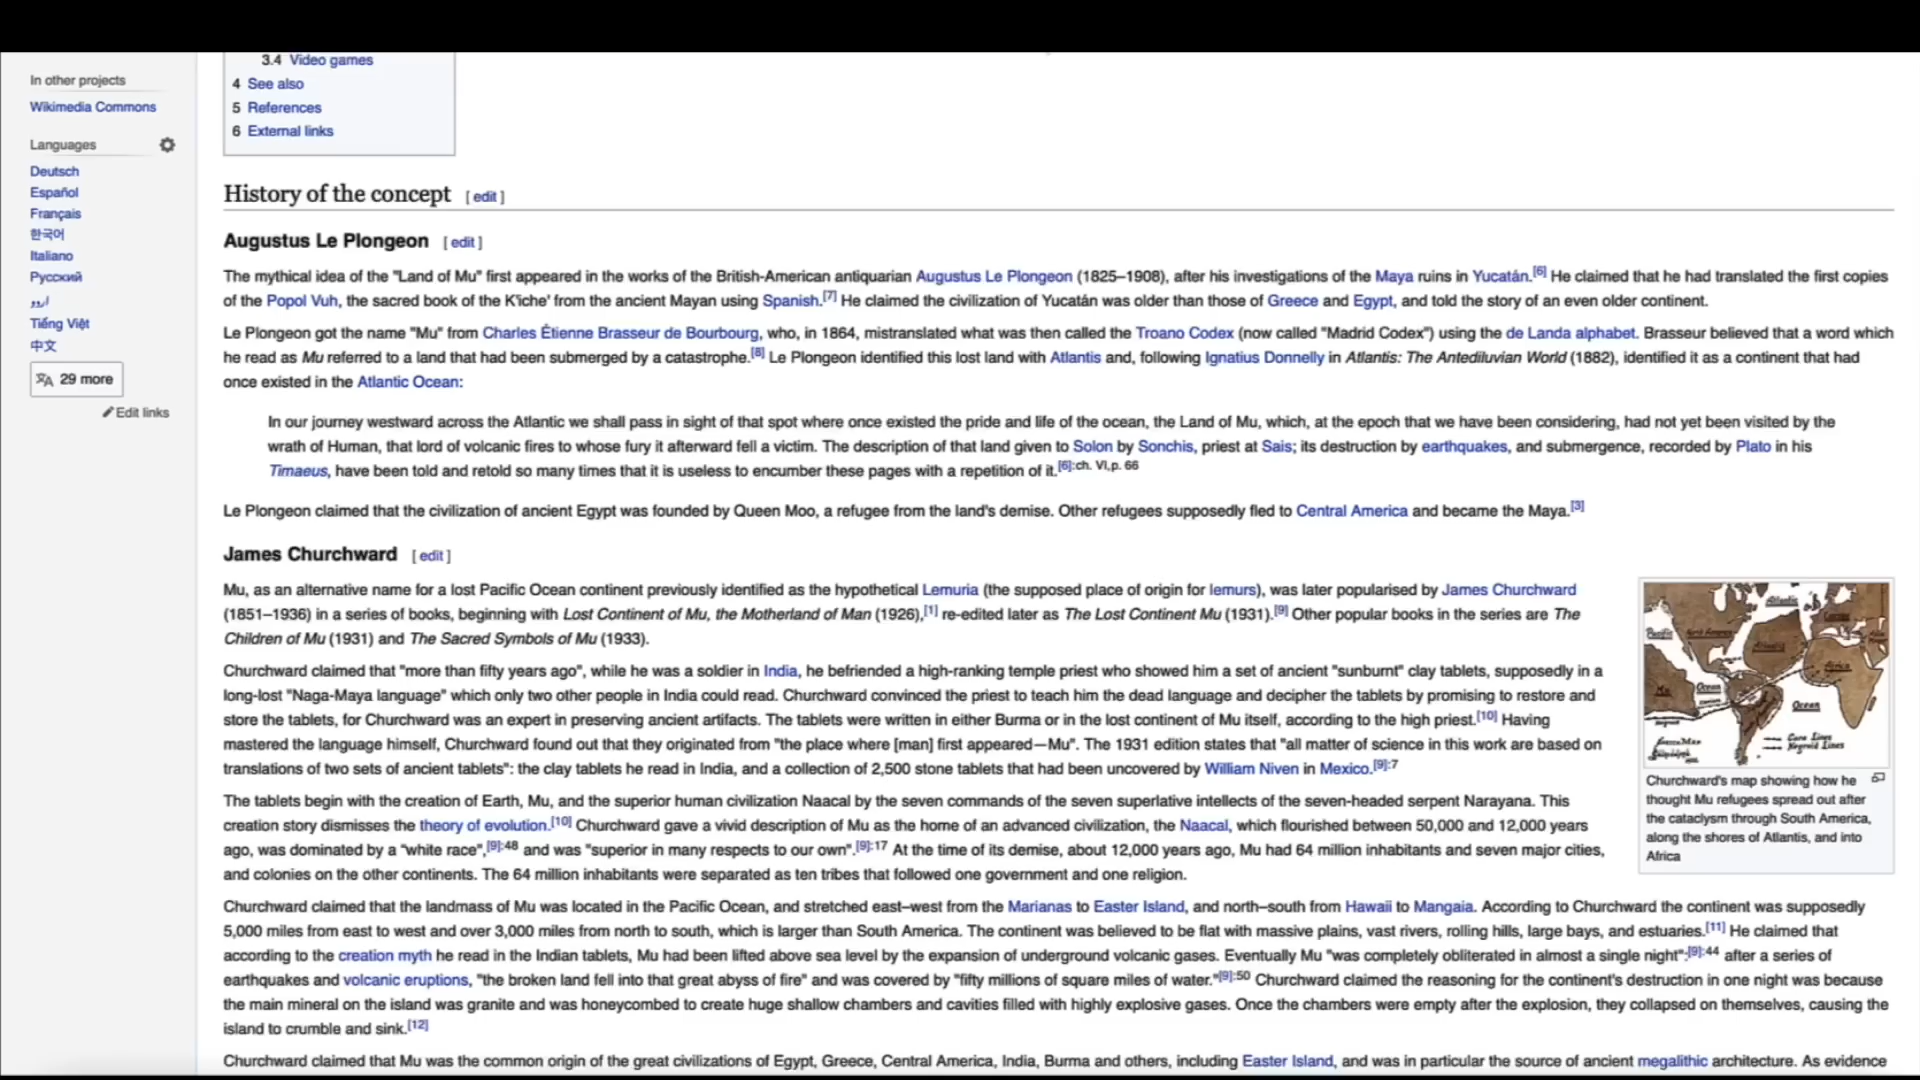 3.4 Video games
4 See also
5 References
6 External links
In other projects
Wikimedia Commons
Languages
Deutsch
Español
Français
한국어
Italiano
Русский
اردو
Tiếng Việt
中文
29 more
Edit links
History of the concept [ edit ]
Augustus Le Plongeon [ edit ]
The mythical idea of the "Land of Mu" first appeared in the works of the British-American antiquarian Augustus Le Plongeon (1825–1908), after his investigations of the Maya ruins in Yucatán.[6] He claimed that he had translated the first copies
of the Popol Vuh, the sacred book of the K'iche' from the ancient Mayan using Spanish.[7] He claimed the civilization of Yucatán was older than those of Greece and Egypt, and told the story of an even older continent.
Le Plongeon got the name "Mu" from Charles Étienne Brasseur de Bourbourg, who, in 1864, mistranslated what was then called the Troano Codex (now called "Madrid Codex") using the de Landa alphabet. Brasseur believed that a word which
he read as Mu referred to a land that had been submerged by a catastrophe.[8] Le Plongeon identified this lost land with Atlantis and, following Ignatius Donnelly in Atlantis: The Antediluvian World (1882), identified it as a continent that had
once existed in the Atlantic Ocean:
In our journey westward across the Atlantic we shall pass in sight of that spot where once existed the pride and life of the ocean, the Land of Mu, which, at the epoch that we have been considering, had not yet been visited by the
wrath of Human, that lord of volcanic fires to whose fury it afterward fell a victim. The description of that land given to Solon by Sonchis, priest at Sais; its destruction by earthquakes, and submergence, recorded by Plato in his
Timaeus, have been told and retold so many times that it is useless to encumber these pages with a repetition of it.[6]:ch. VI,p. 66
Le Plongeon claimed that the civilization of ancient Egypt was founded by Queen Moo, a refugee from the land's demise. Other refugees supposedly fled to Central America and became the Maya.[3]
James Churchward [ edit ]
Mu, as an alternative name for a lost Pacific Ocean continent previously identified as the hypothetical Lemuria (the supposed place of origin for lemurs), was later popularised by James Churchward
(1851–1936) in a series of books, beginning with Lost Continent of Mu, the Motherland of Man (1926),[1] re-edited later as The Lost Continent Mu (1931).[9] Other popular books in the series are The
Children of Mu (1931) and The Sacred Symbols of Mu (1933).
Churchward claimed that "more than fifty years ago", while he was a soldier in India, he befriended a high-ranking temple priest who showed him a set of ancient "sunburnt" clay tablets, supposedly in a
long-lost "Naga-Maya language" which only two other people in India could read. Churchward convinced the priest to teach him the dead language and decipher the tablets by promising to restore and
store the tablets, for Churchward was an expert in preserving ancient artifacts. The tablets were written in either Burma or in the lost continent of Mu itself, according to the high priest.[10] Having
mastered the language himself, Churchward found out that they originated from "the place where [man] first appeared—Mu". The 1931 edition states that "all matter of science in this work are based on
translations of two sets of ancient tablets": the clay tablets he read in India, and a collection of 2,500 stone tablets that had been uncovered by William Niven in Mexico.[9]:7
The tablets begin with the creation of Earth, Mu, and the superior human civilization Naacal by the seven commands of the seven superlative intellects of the seven-headed serpent Narayana. This
creation story dismisses the theory of evolution.[10] Churchward gave a vivid description of Mu as the home of an advanced civilization, the Naacal, which flourished between 50,000 and 12,000 years
ago, was dominated by a "white race",[9]:48 and was "superior in many respects to our own".[9]:17 At the time of its demise, about 12,000 years ago, Mu had 64 million inhabitants and seven major cities,
and colonies on the other continents. The 64 million inhabitants were separated as ten tribes that followed one government and one religion.
Atlantic
Pacific
North America
Africa
Ocean
Ocean
Churchward's map showing how he
thought Mu refugees spread out after
the cataclysm through South America,
along the shores of Atlantis, and into
Africa
Churchward claimed that the landmass of Mu was located in the Pacific Ocean, and stretched east–west from the Marianas to Easter Island, and north–south from Hawaii to Mangaia. According to Churchward the continent was supposedly
5,000 miles from east to west and over 3,000 miles from north to south, which is larger than South America. The continent was believed to be flat with massive plains, vast rivers, rolling hills, large bays, and estuaries.[11] He claimed that
according to the creation myth he read in the Indian tablets, Mu had been lifted above sea level by the expansion of underground volcanic gases. Eventually Mu "was completely obliterated in almost a single night":[9]:44 after a series of
earthquakes and volcanic eruptions, "the broken land fell into that great abyss of fire" and was covered by "fifty millions of square miles of water."[9]:50 Churchward claimed the reasoning for the continent's destruction in one night was because
the main mineral on the island was granite and was honeycombed to create huge shallow chambers and cavities filled with highly explosive gases. Once the chambers were empty after the explosion, they collapsed on themselves, causing the
island to crumble and sink.[12]
Churchward claimed that Mu was the common origin of the great civilizations of Egypt, Greece, Central America, India, Burma and others, including Easter Island, and was in particular the source of ancient megalithic architecture. As evidence